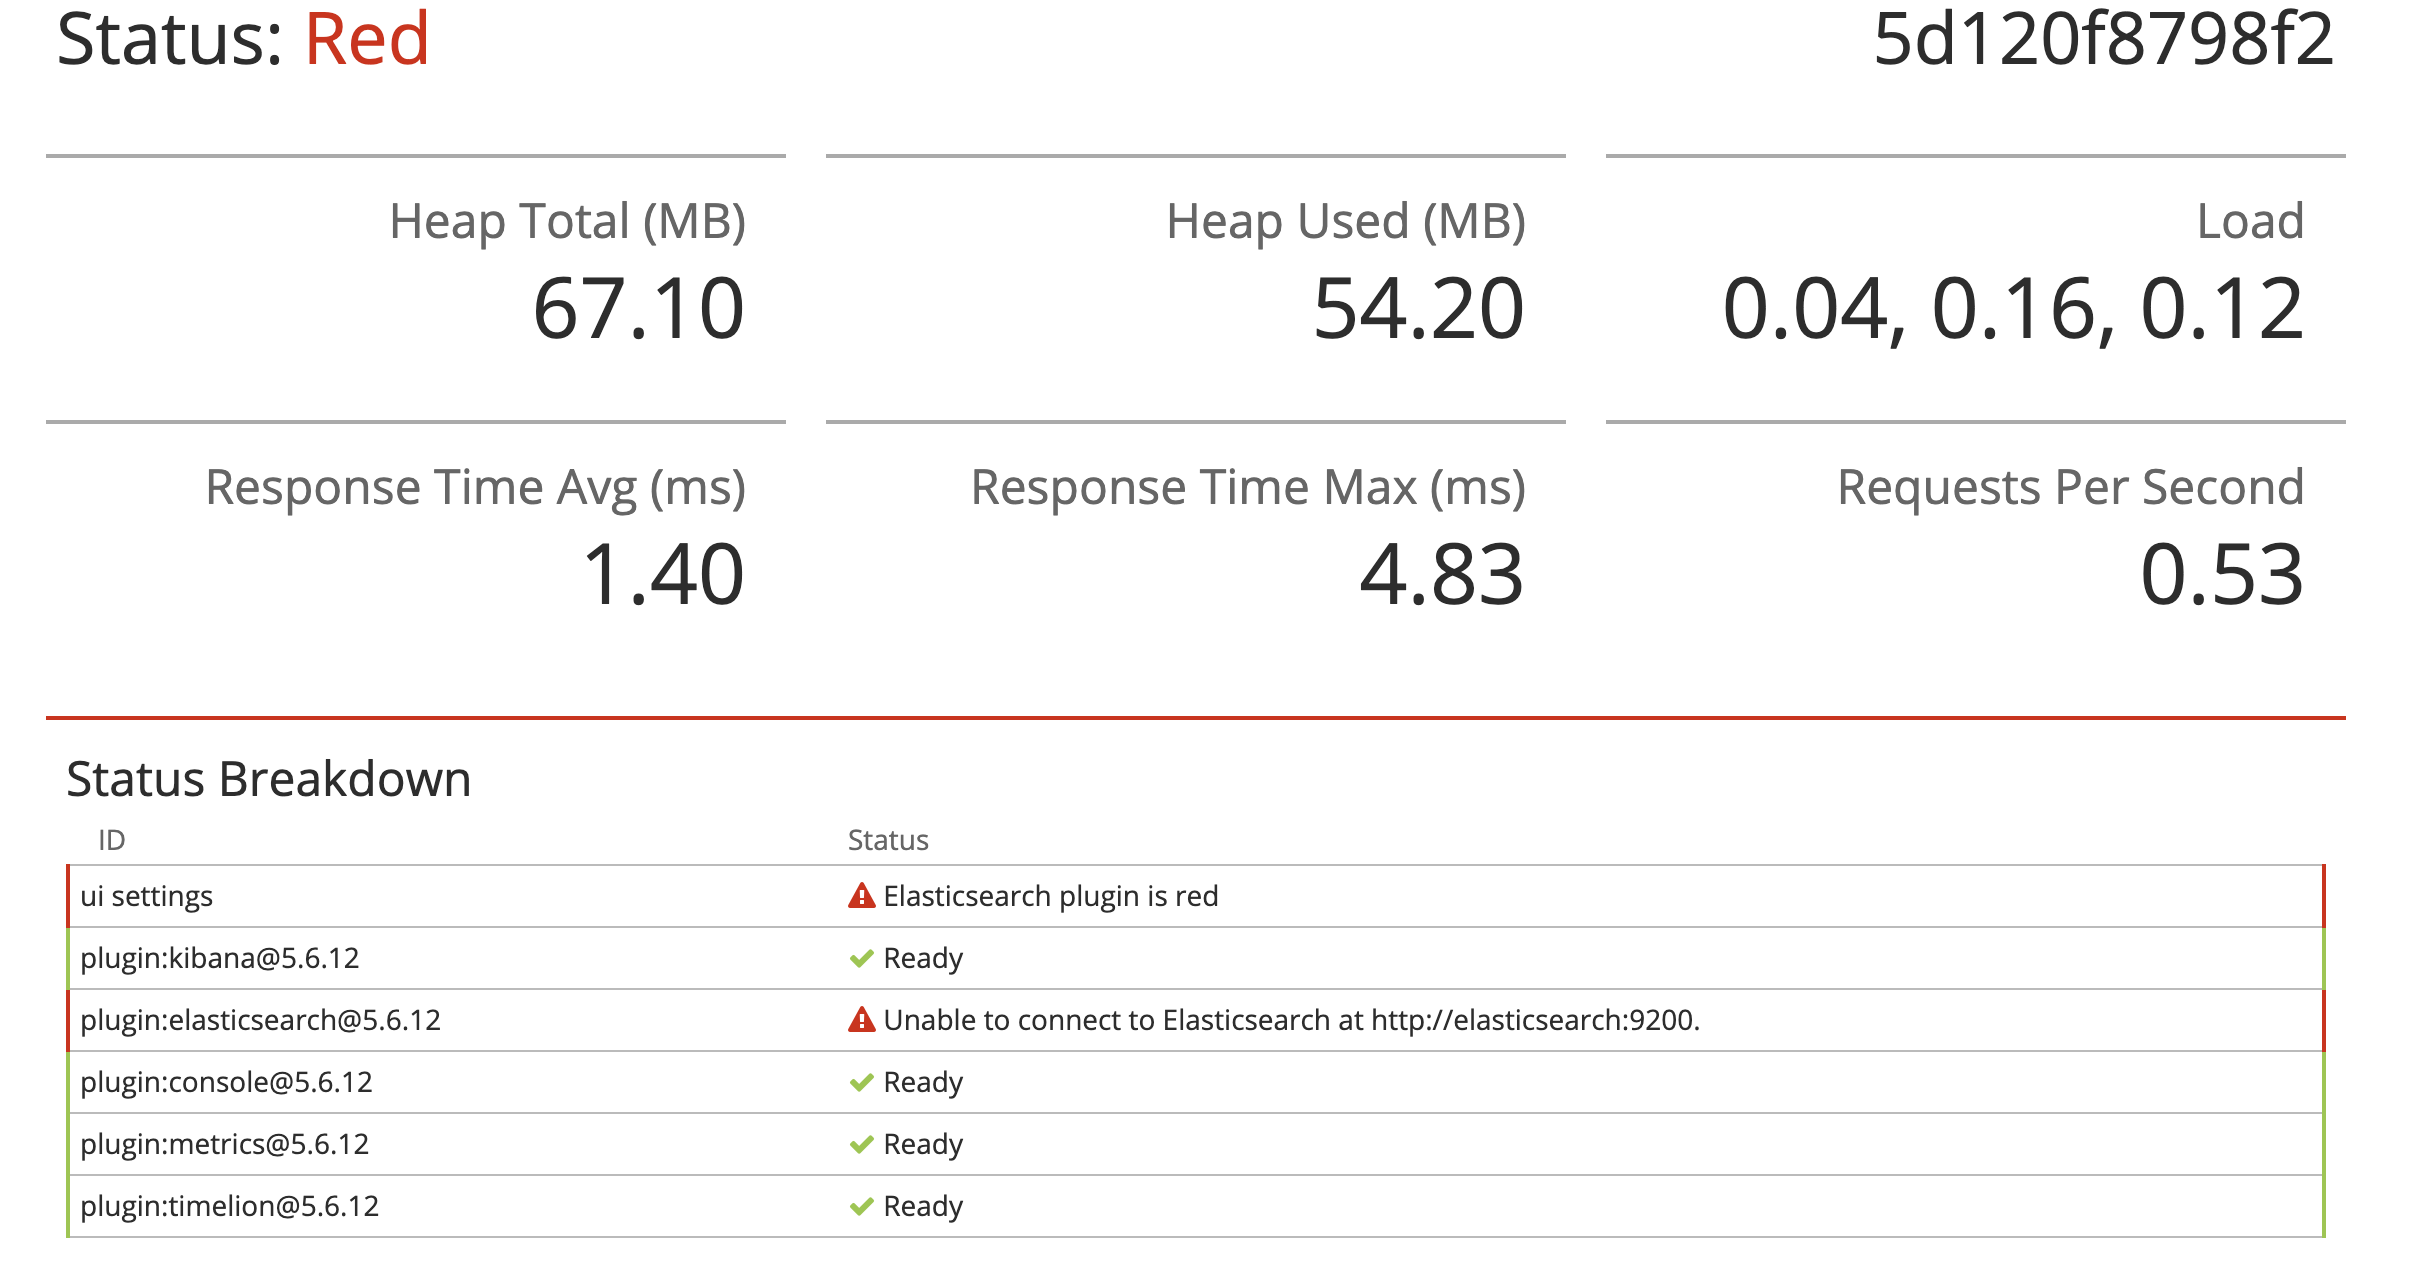 Status: Red 5d120f8798f2
Heap Total (MB) Heap Used (MB) Load
67.10 54.20 0.04, 0.16, 0.12
Response Time Avg (ms) Response Time Max (ms) Requests Per Second
1.40 4.83 0.53
Status Breakdown
ID Status
ui settings Elasticsearch plugin is red
plugin:kibana@5.6.12 Ready
plugin:elasticsearch@5.6.12 Unable to connect to Elasticsearch at http://elasticsearch:9200.
plugin:console@5.6.12 Ready
plugin:metrics@5.6.12 Ready
plugin:timelion@5.6.12 Ready